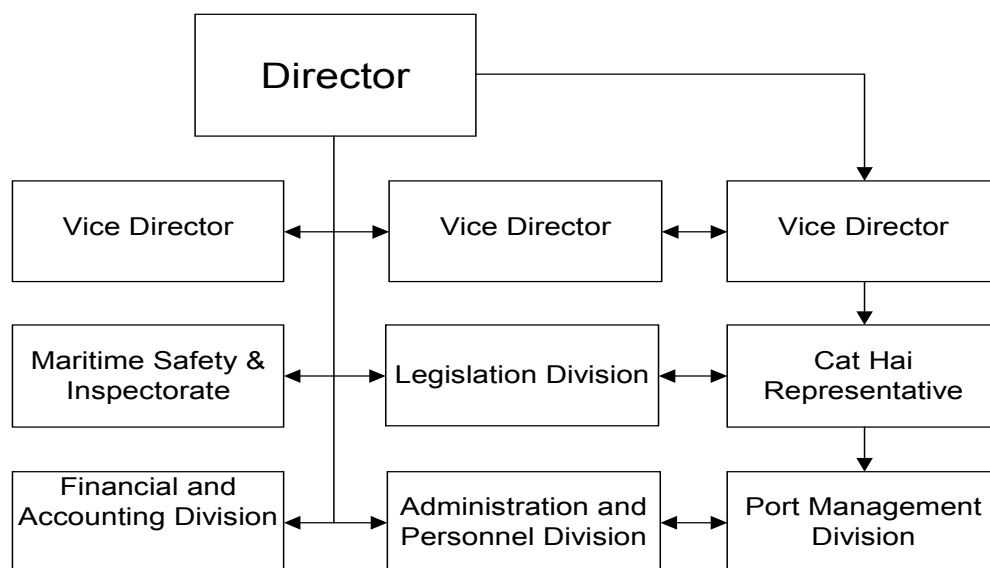 Director
Vice Director
Vice Director
Vice Director
Maritime Safety &
Inspectorate
Legislation Division
Cat Hai
Representative
Financial and
Accounting Division
Administration and
Personnel Division
Port Management
Division